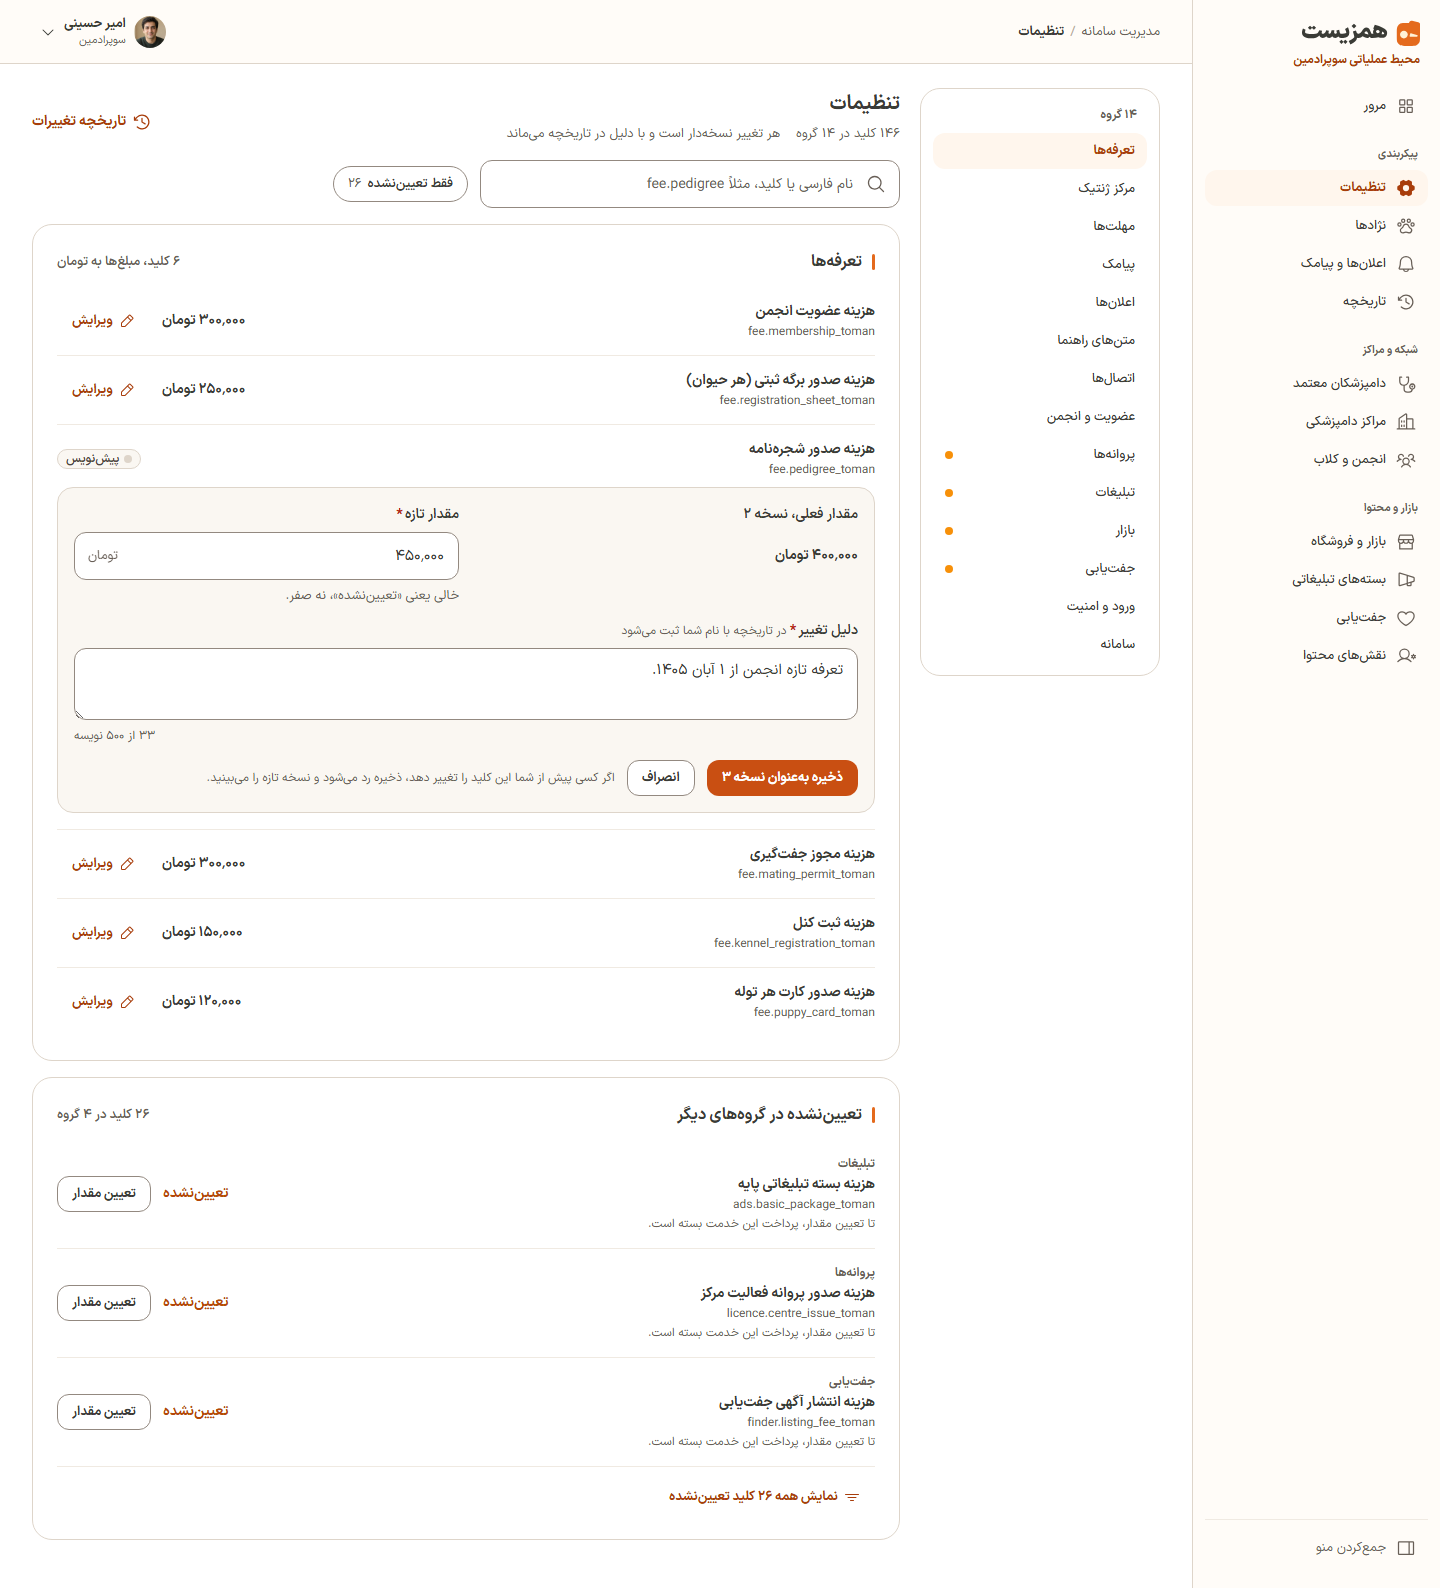 همزیست
محیط عملیاتی سوپرادمین
مرور
پیکربندی
تنظیمات
نژادها
اعلان‌ها و پیامک
تاریخچه
شبکه و مراکز
دامپزشکان معتمد
مراکز دامپزشکی
انجمن و کلاب
بازار و محتوا
بازار و فروشگاه
بسته‌های تبلیغاتی
جفت‌یابی
نقش‌های محتوا
جمع‌کردن منو
مدیریت سامانه / تنظیمات
امیر حسینی
سوپرادمین
۱۴ گروه
تعرفه‌ها
مرکز ژنتیک
مهلت‌ها
پیامک
اعلان‌ها
متن‌های راهنما
اتصال‌ها
عضویت و انجمن
پروانه‌ها
تبلیغات
بازار
جفت‌یابی
ورود و امنیت
سامانه
تنظیمات
۱۴۶ کلید در ۱۴ گروه هر تغییر نسخه‌دار است و با دلیل در تاریخچه می‌ماند
تاریخچه تغییرات
نام فارسی یا کلید، مثلاً fee.pedigree
فقط تعیین‌نشده ۲۶
تعرفه‌ها
۶ کلید، مبلغ‌ها به تومان
هزینه عضویت انجمن
fee.membership_toman
۳۰۰٬۰۰۰ تومان
ویرایش
هزینه صدور برگه ثبتی (هر حیوان)
fee.registration_sheet_toman
۲۵۰٬۰۰۰ تومان
ویرایش
هزینه صدور شجره‌نامه
fee.pedigree_toman
پیش‌نویس
مقدار فعلی، نسخه ۲
۴۰۰٬۰۰۰ تومان
مقدار تازه *
۴۵۰٬۰۰۰ تومان
خالی یعنی «تعیین‌نشده»، نه صفر.
دلیل تغییر * در تاریخچه با نام شما ثبت می‌شود
تعرفه تازه انجمن از ۱ آبان ۱۴۰۵.
۳۳ از ۵۰۰ نویسه
ذخیره به‌عنوان نسخه ۳
انصراف
اگر کسی پیش از شما این کلید را تغییر دهد، ذخیره رد می‌شود و نسخه تازه را می‌بینید.
هزینه مجوز جفت‌گیری
fee.mating_permit_toman
۳۰۰٬۰۰۰ تومان
ویرایش
هزینه ثبت کنل
fee.kennel_registration_toman
۱۵۰٬۰۰۰ تومان
ویرایش
هزینه صدور کارت هر توله
fee.puppy_card_toman
۱۲۰٬۰۰۰ تومان
ویرایش
تعیین‌نشده در گروه‌های دیگر
۲۶ کلید در ۴ گروه
تبلیغات
هزینه بسته تبلیغاتی پایه
ads.basic_package_toman
تا تعیین مقدار، پرداخت این خدمت بسته است.
تعیین‌نشده
تعیین مقدار
پروانه‌ها
هزینه صدور پروانه فعالیت مرکز
licence.centre_issue_toman
تا تعیین مقدار، پرداخت این خدمت بسته است.
تعیین‌نشده
تعیین مقدار
جفت‌یابی
هزینه انتشار آگهی جفت‌یابی
finder.listing_fee_toman
تا تعیین مقدار، پرداخت این خدمت بسته است.
تعیین‌نشده
تعیین مقدار
نمایش همه ۲۶ کلید تعیین‌نشده